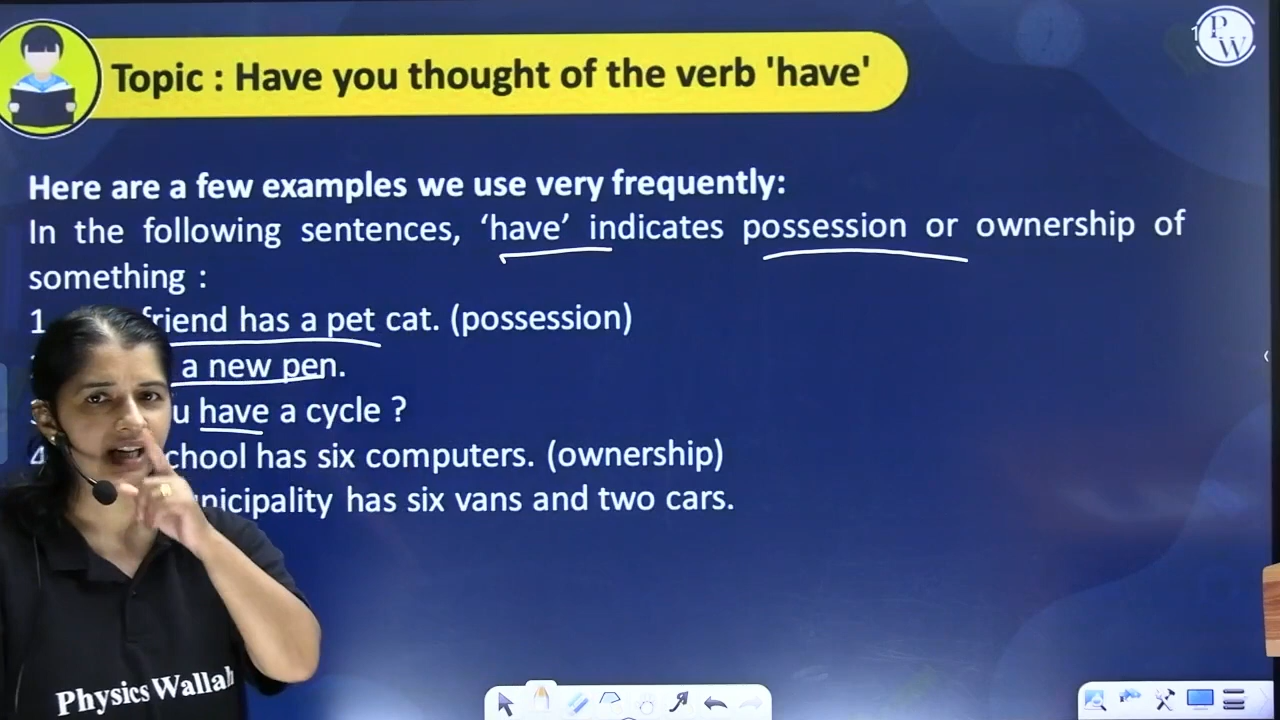 Topic : Have you thought of the verb 'have'
PW
Here are a few examples we use very frequently:
In the following sentences, ‘have’ indicates possession or ownership of
something :
1 friend has a pet cat. (possession)
a new pen.
u have a cycle ?
4 chool has six computers. (ownership)
nicipality has six vans and two cars.
Physics Wallah